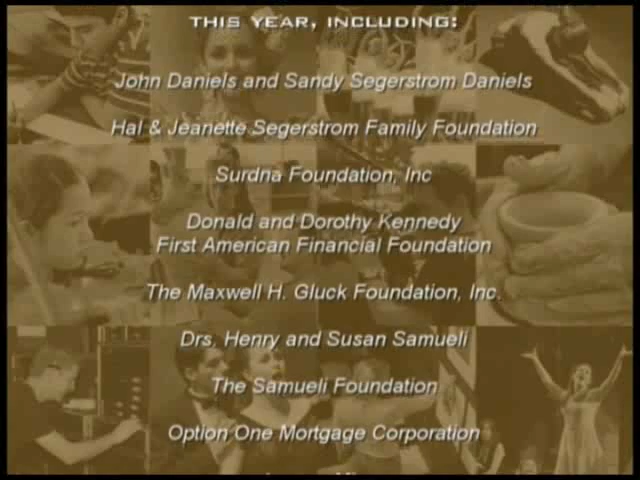 THIS YEAR, INCLUDING:
John Daniels and Sandy Segerstrom Daniels
Hal & Jeanette Segerstrom Family Foundation
Surdna Foundation, Inc
Donald and Dorothy Kennedy
First American Financial Foundation
The Maxwell H. Gluck Foundation, Inc.
Drs. Henry and Susan Samueli
The Samueli Foundation
Option One Mortgage Corporation